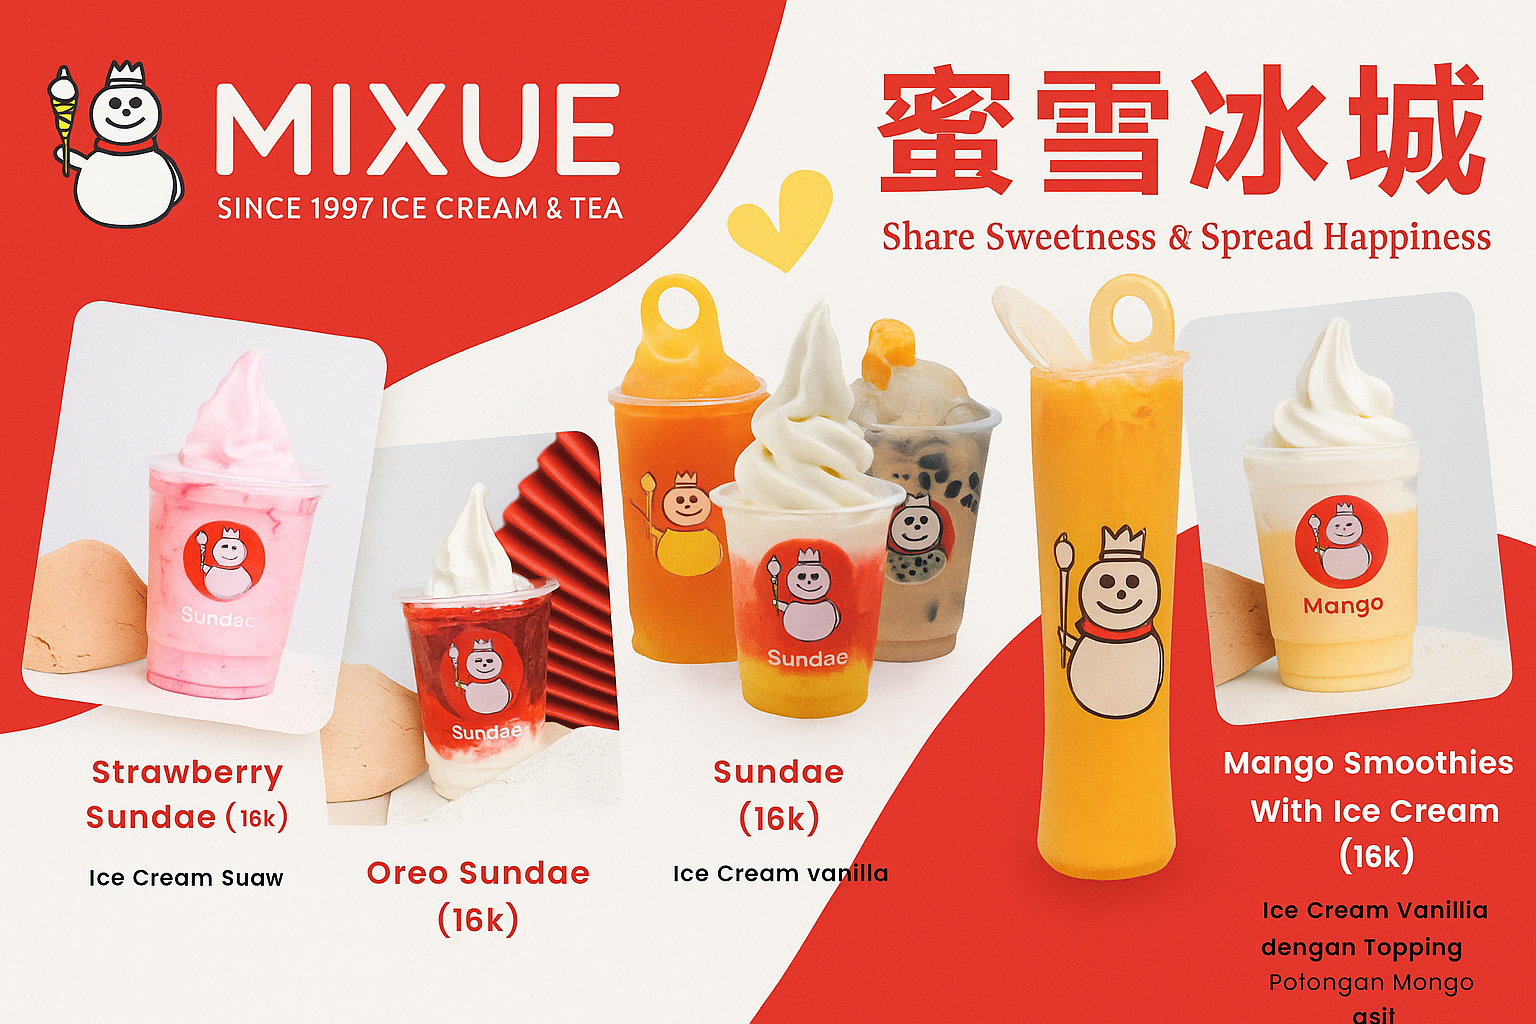 MIXUE
SINCE 1997 ICE CREAM & TEA
蜜雪冰城
Share Sweetness & Spread Happiness
Sundae
Sundae
Sundae
Mango
Strawberry
Sundae (16k)
Ice Cream Suaw
Oreo Sundae
(16k)
Sundae
(16k)
Ice Cream vanilla
Mango Smoothies
With Ice Cream
(16k)
Ice Cream Vanillia
dengan Topping
Potongan Mongo
asit